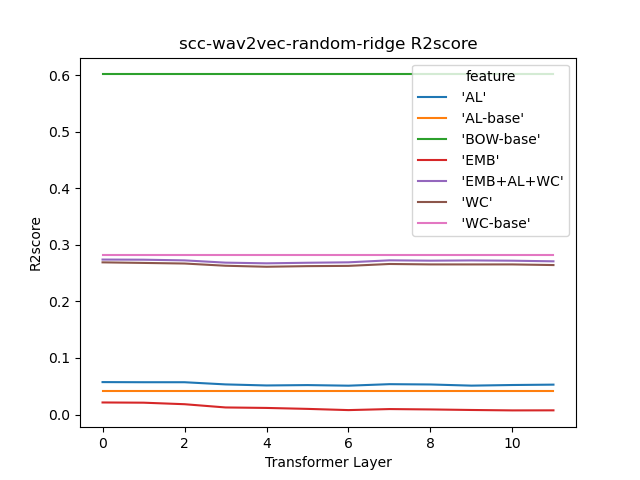 scc-wav2vec-random-ridge R2score
feature
'AL'
'AL-base'
'BOW-base'
'EMB'
'EMB+AL+WC'
'WC'
'WC-base'
R2score
0.6
0.5
0.4
0.3
0.2
0.1
0.0
0 2 4 6 8 10
Transformer Layer